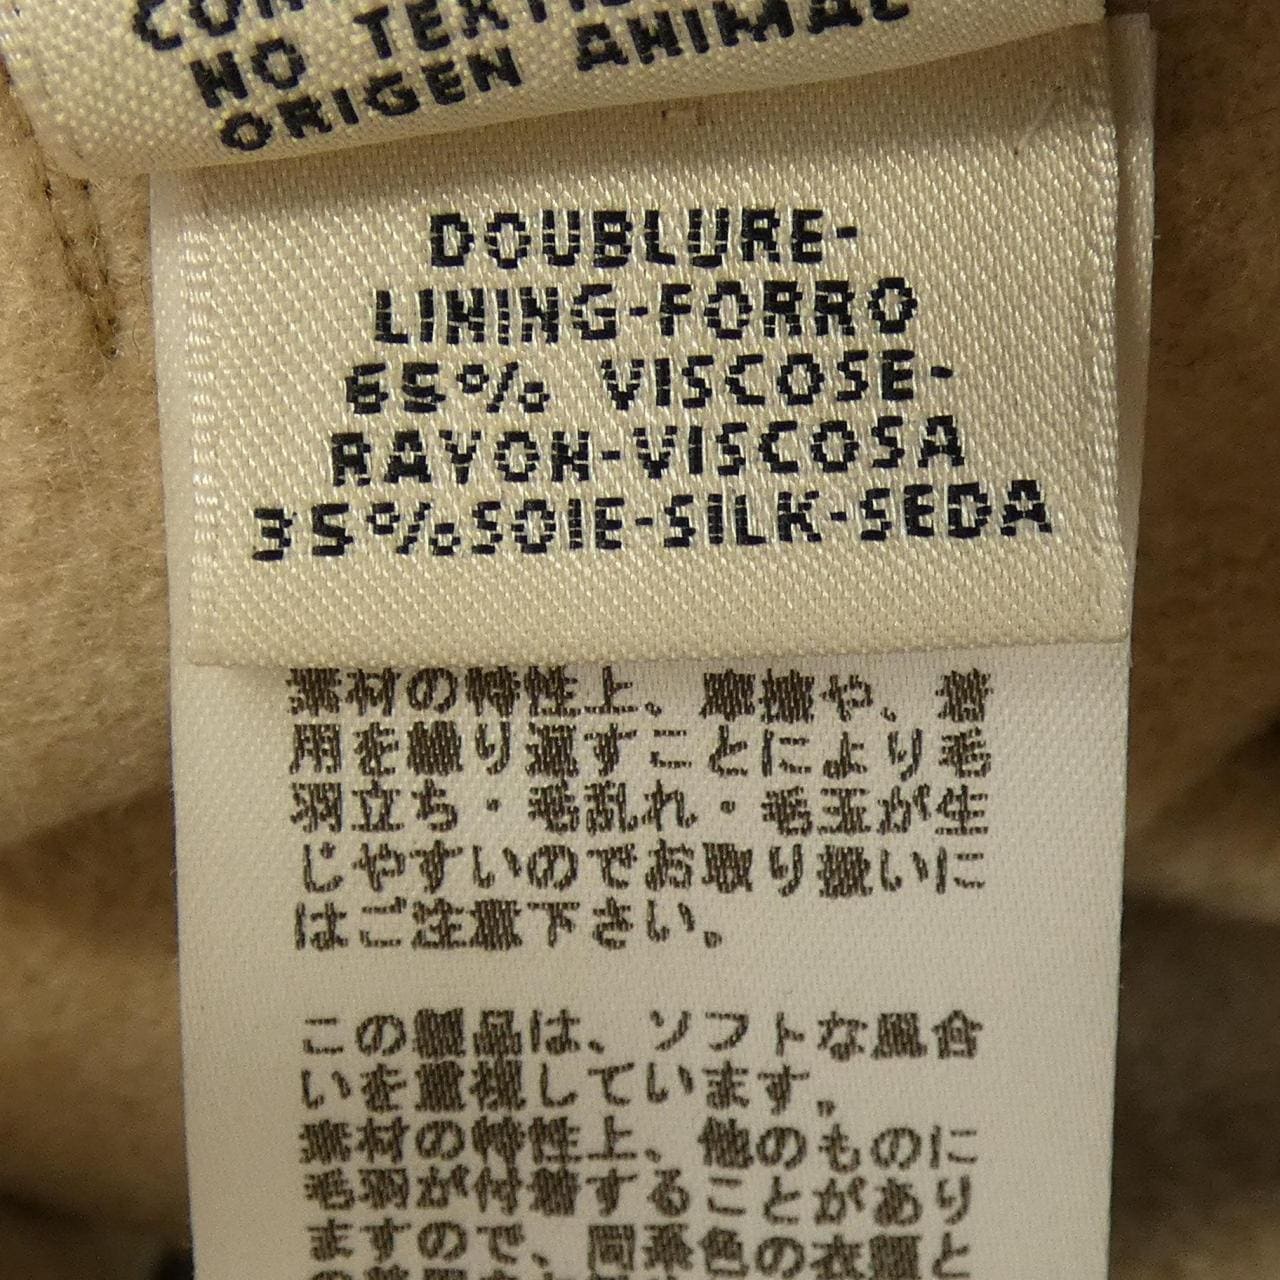 NO TEXTIL
ORIGEN ANIMAL
DOUBLURE-
LINING-FORRO
65% VISCOSE-
RAYON-VISCOSA
35%SOIE-SILK-SEDA
素材の特性上、摩擦や、着
用を繰り返すことにより毛
羽立ち・毛乱れ・毛玉が生
じやすいのでお取り扱いに
はご注意下さい。
この製品は、ソフトな風合
いを重視しています。
素材の特性上、他のものに
毛羽が付着することがあり
ますので、同系色の衣類と